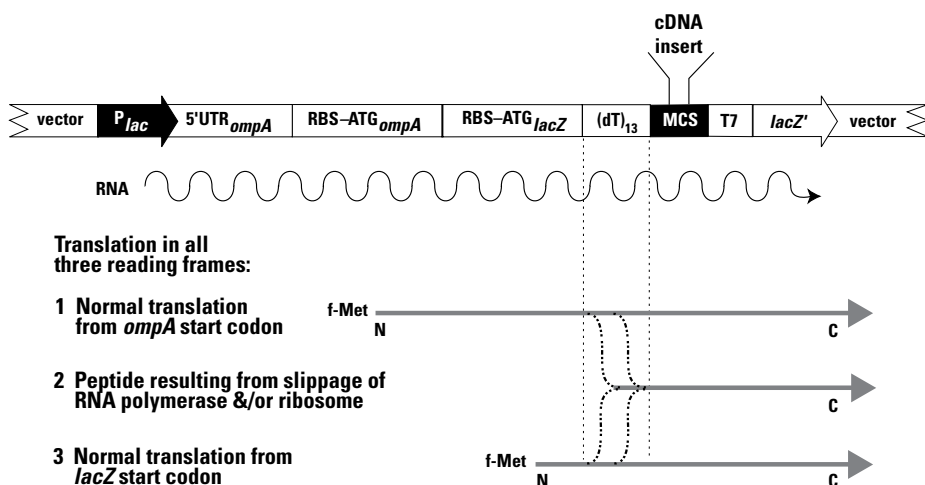 cDNA
insert
vector P lac 5'UTR ompA RBS–ATG ompA RBS–ATG lacZ (dT)13 MCS T7 lacZ' vector
RNA
Translation in all
three reading frames:
1 Normal translation
from ompA start codon
f-Met
N
C
2 Peptide resulting from slippage of
RNA polymerase &/or ribosome
C
3 Normal translation from
lacZ start codon
f-Met
N
C